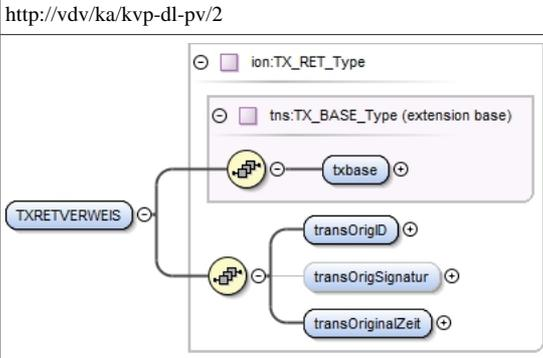 http://vdv/ka/kvp-dl-pv/2
ion:TX_RET_Type
tns:TX_BASE_Type (extension base)
txbase
TXRETVERWEIS
transOrigID
transOrigSignatur
transOriginalZeit